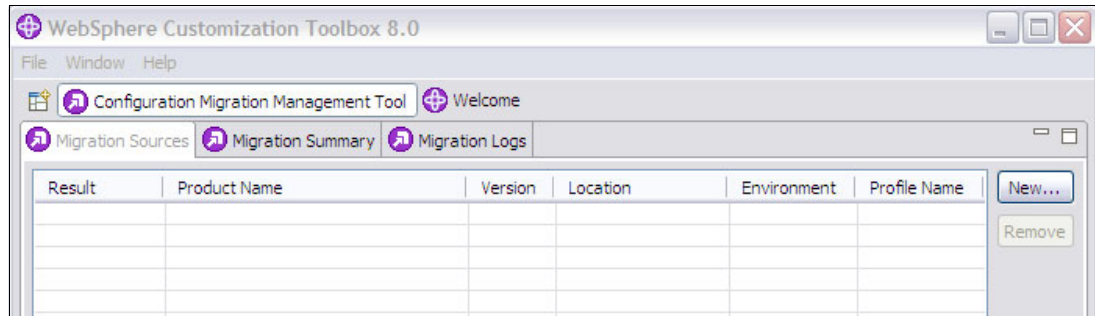 WebSphere Customization Toolbox 8.0
File Window Help
Configuration Migration Management Tool Welcome
Migration Sources Migration Summary Migration Logs
Result Product Name Version Location Environment Profile Name New...
Remove